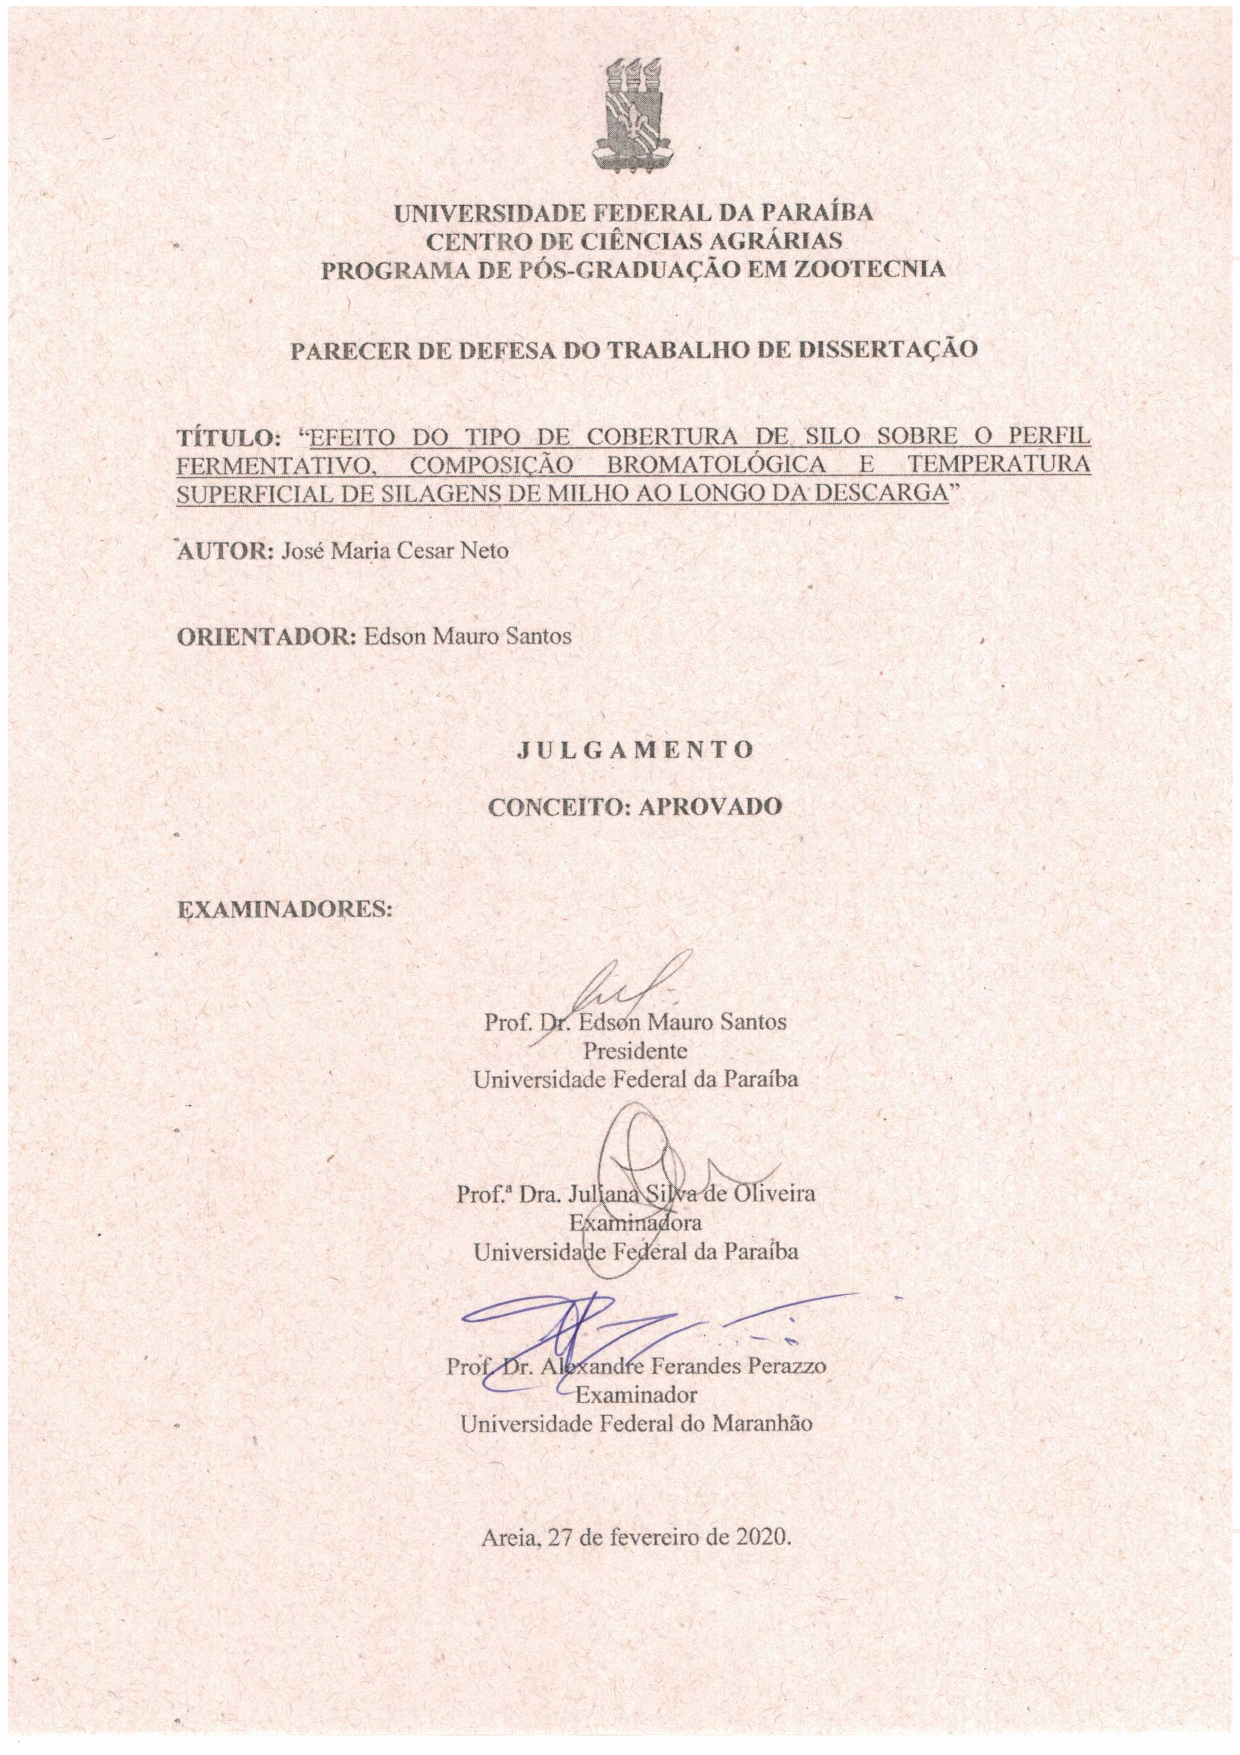 UNIVERSIDADE FEDERAL DA PARAÍBA
CENTRO DE CIÊNCIAS AGRÁRIAS
PROGRAMA DE PÓS-GRADUAÇÃO EM ZOOTECNIA
PARECER DE DEFESA DO TRABALHO DE DISSERTAÇÃO
TÍTULO: “EFEITO DO TIPO DE COBERTURA DE SILO SOBRE O PERFIL
FERMENTATIVO, COMPOSIÇÃO BROMATOLÓGICA E TEMPERATURA
SUPERFICIAL DE SILAGENS DE MILHO AO LONGO DA DESCARGA”
AUTOR: José Maria Cesar Neto
ORIENTADOR: Edson Mauro Santos
J U L G A M E N T O
CONCEITO: APROVADO
EXAMINADORES:
Prof. Dr. Edson Mauro Santos
Presidente
Universidade Federal da Paraíba
Prof.ª Dra. Juliana Silva de Oliveira
Examinadora
Universidade Federal da Paraíba
Prof. Dr. Alexandre Ferandes Perazzo
Examinador
Universidade Federal do Maranhão
Areia, 27 de fevereiro de 2020.